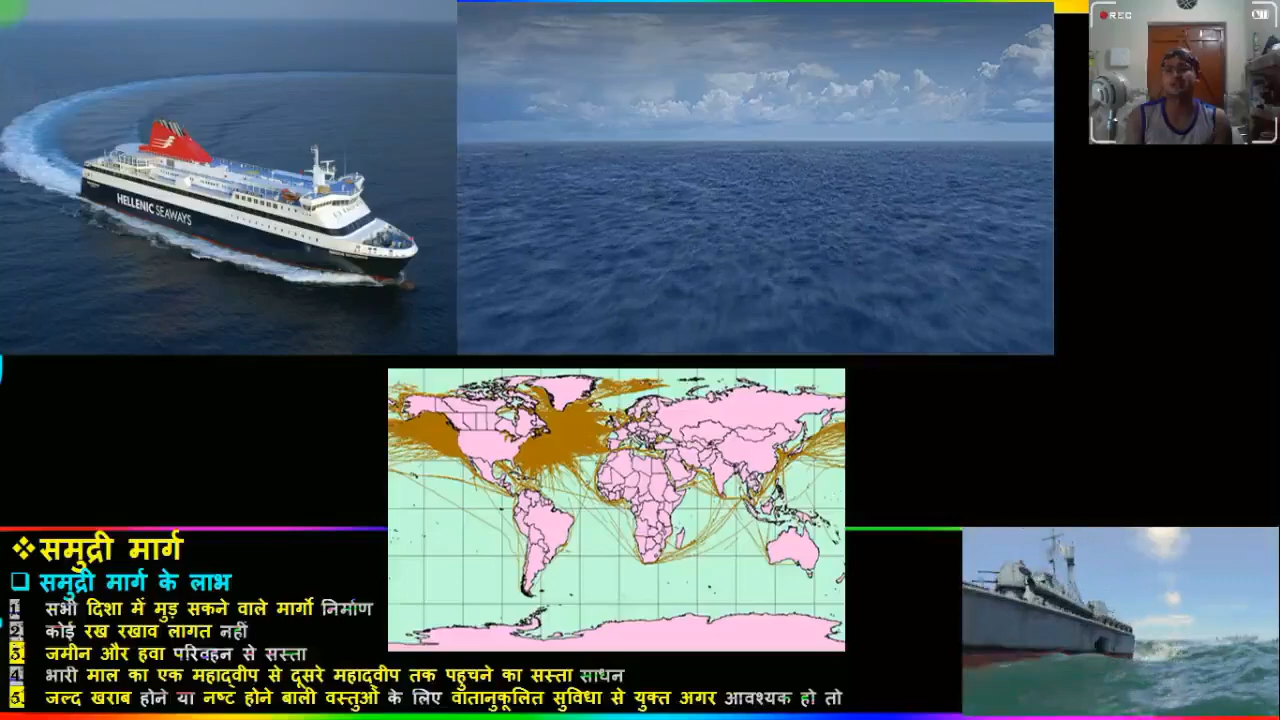 REC
HELLENIC SEAWAYS
❖समुद्री मार्ग
❑ समुद्री मार्ग के लाभ
1 सभी दिशा में मुड़ सकने वाले मार्गो निर्माण
2 कोई रख रखाव लागत नहीं
3 जमीन और हवा परिवहन से सस्ता
4 भारी माल का एक महाद्वीप से दूसरे महाद्वीप तक पहुचने का सस्ता साधन
5 जल्द खराब होने या नष्ट होने बाली वस्तुओं के लिए वातानुकूलित सुविधा से युक्त अगर आवश्यक हो तो